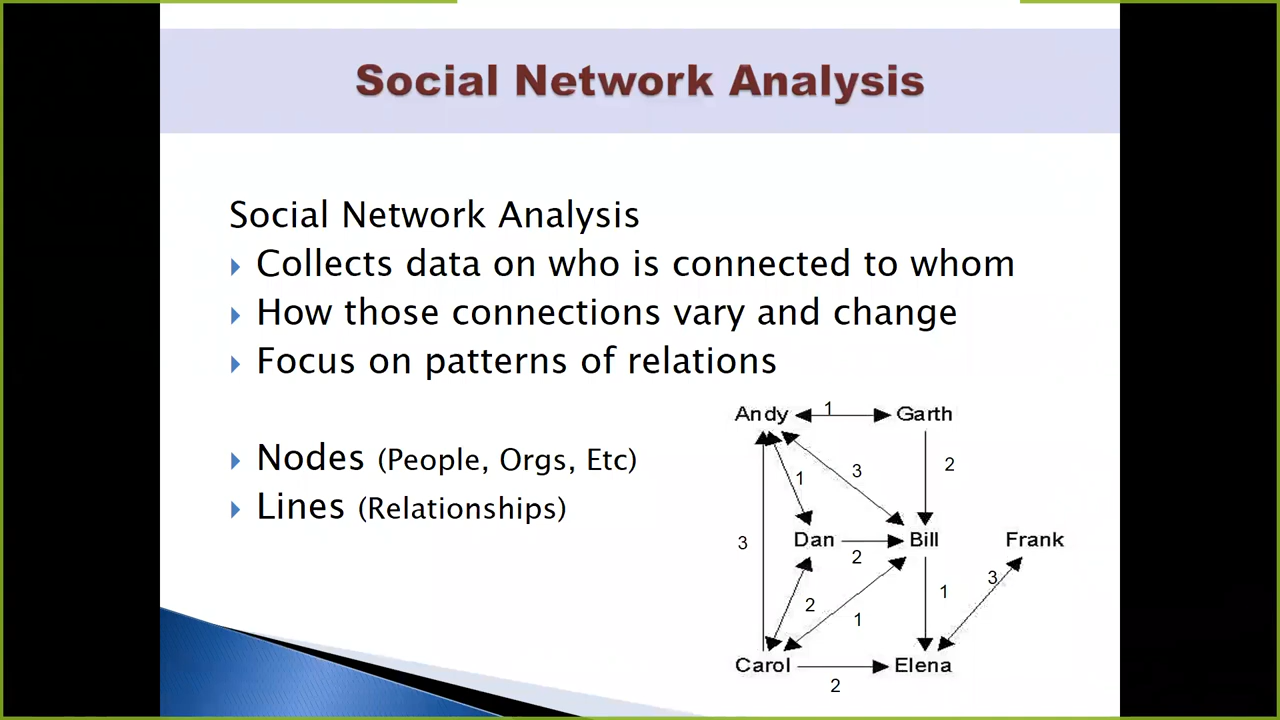 Social Network Analysis
Social Network Analysis
Collects data on who is connected to whom
How those connections vary and change
Focus on patterns of relations
Nodes (People, Orgs, Etc)
Lines (Relationships)
Andy 1 Garth
1 3 2
3 Dan 2 Bill Frank
2 1 1 3
Carol 2 Elena